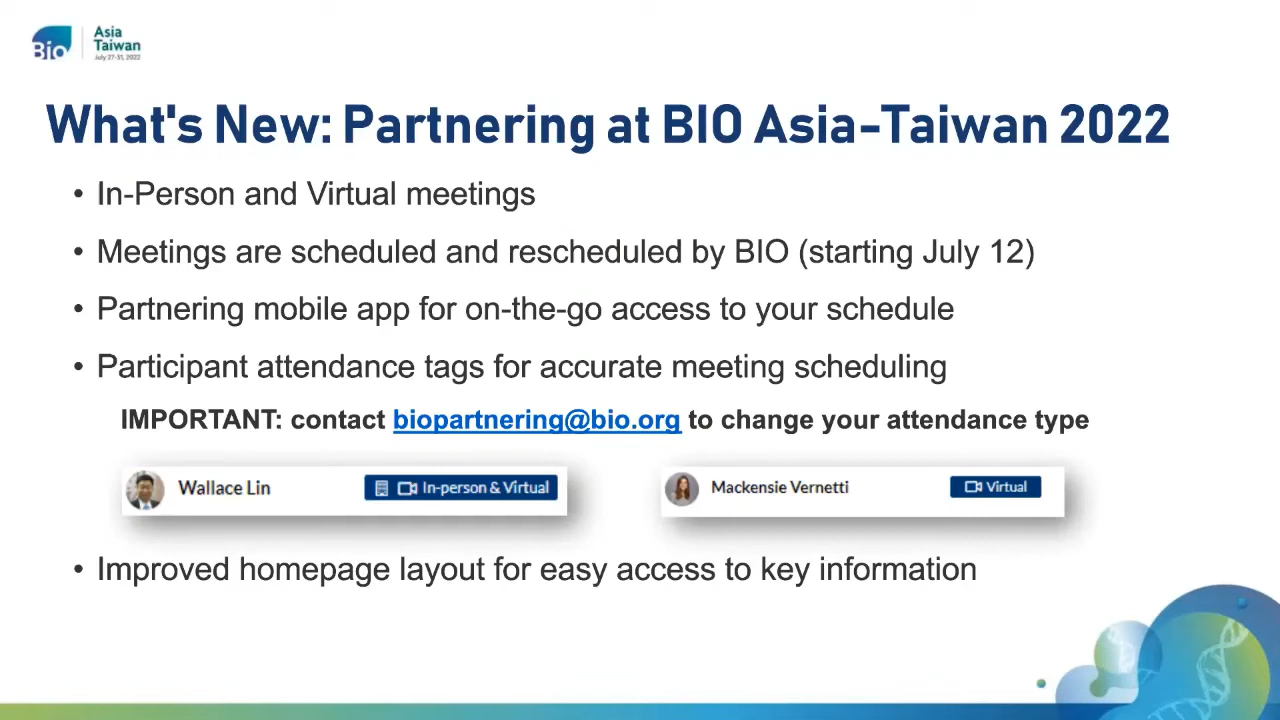 Bio
Asia
Taiwan
July 27-31, 2022
What's New: Partnering at BIO Asia-Taiwan 2022
• In-Person and Virtual meetings
• Meetings are scheduled and rescheduled by BIO (starting July 12)
• Partnering mobile app for on-the-go access to your schedule
• Participant attendance tags for accurate meeting scheduling
IMPORTANT: contact biopartnering@bio.org to change your attendance type
Wallace Lin In-person & Virtual
Mackensie Vernetti Virtual
• Improved homepage layout for easy access to key information